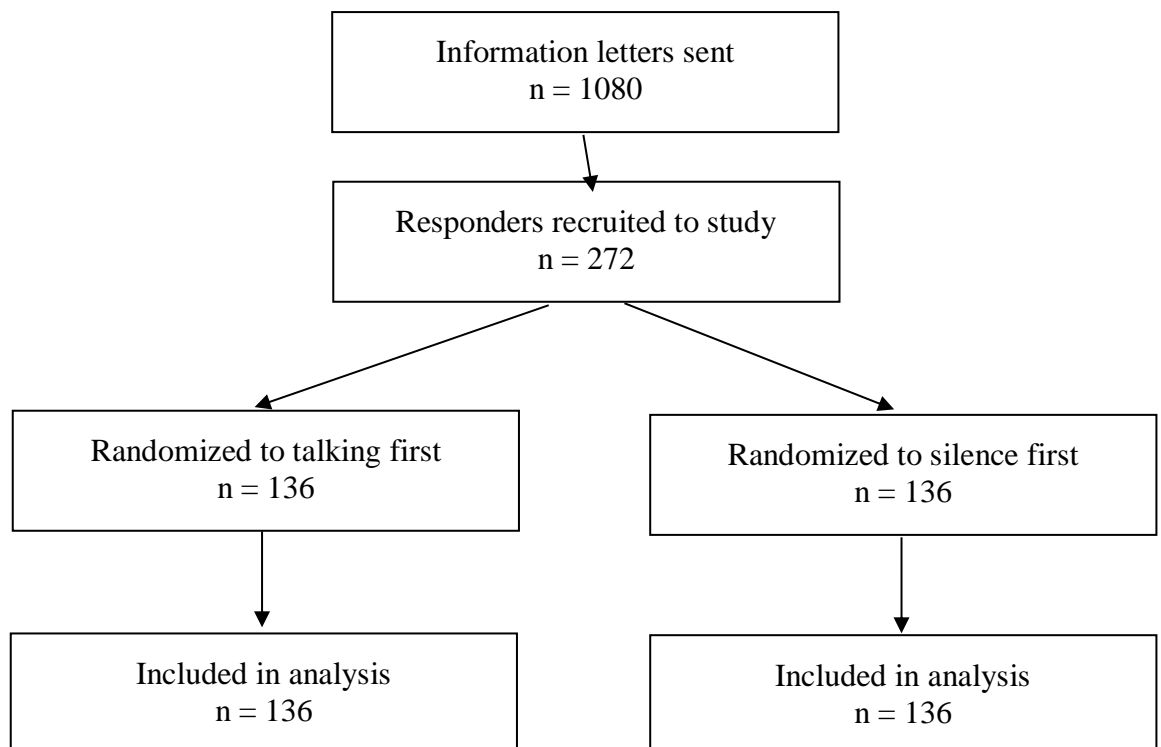 Information letters sent
n = 1080
Responders recruited to study
n = 272
Randomized to talking first
n = 136
Randomized to silence first
n = 136
Included in analysis
n = 136
Included in analysis
n = 136